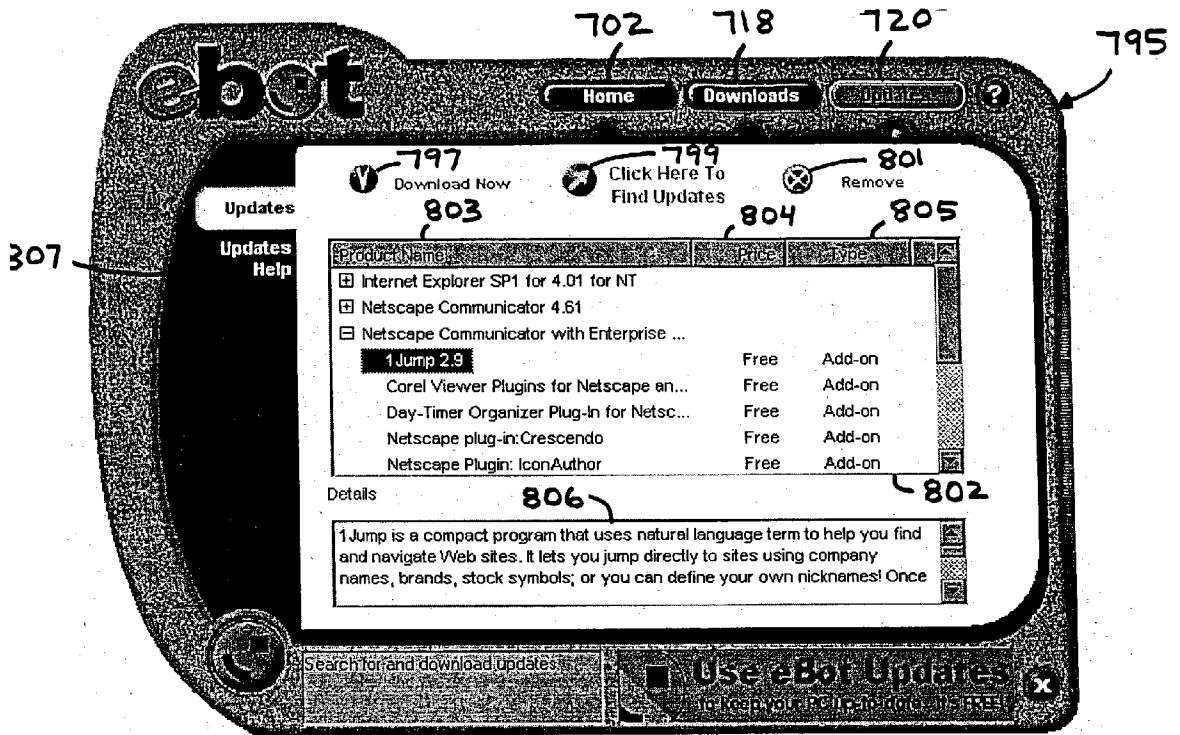 702 718 720 795
ebot
Home Downloads Updates ?
797 799 801
Download Now Click Here To Find Updates Remove
Updates
803 804 805
307
Updates
Help
Product Name Price Type
Internet Explorer SP1 for 4.01 for NT
Netscape Communicator 4.61
Netscape Communicator with Enterprise ...
1Jump 2.9 Free Add-on
Corel Viewer Plugins for Netscape an... Free Add-on
Day-Timer Organizer Plug-In for Netsc... Free Add-on
Netscape plug-in:Crescendo Free Add-on
Netscape Plugin: IconAuthor Free Add-on
Details 806 802
1Jump is a compact program that uses natural language term to help you find
and navigate Web sites. It lets you jump directly to sites using company
names, brands, stock symbols; or you can define your own nicknames! Once
Search for and download updates
Use eBot Updates
to keep your PC up-to-date. It's FREE!